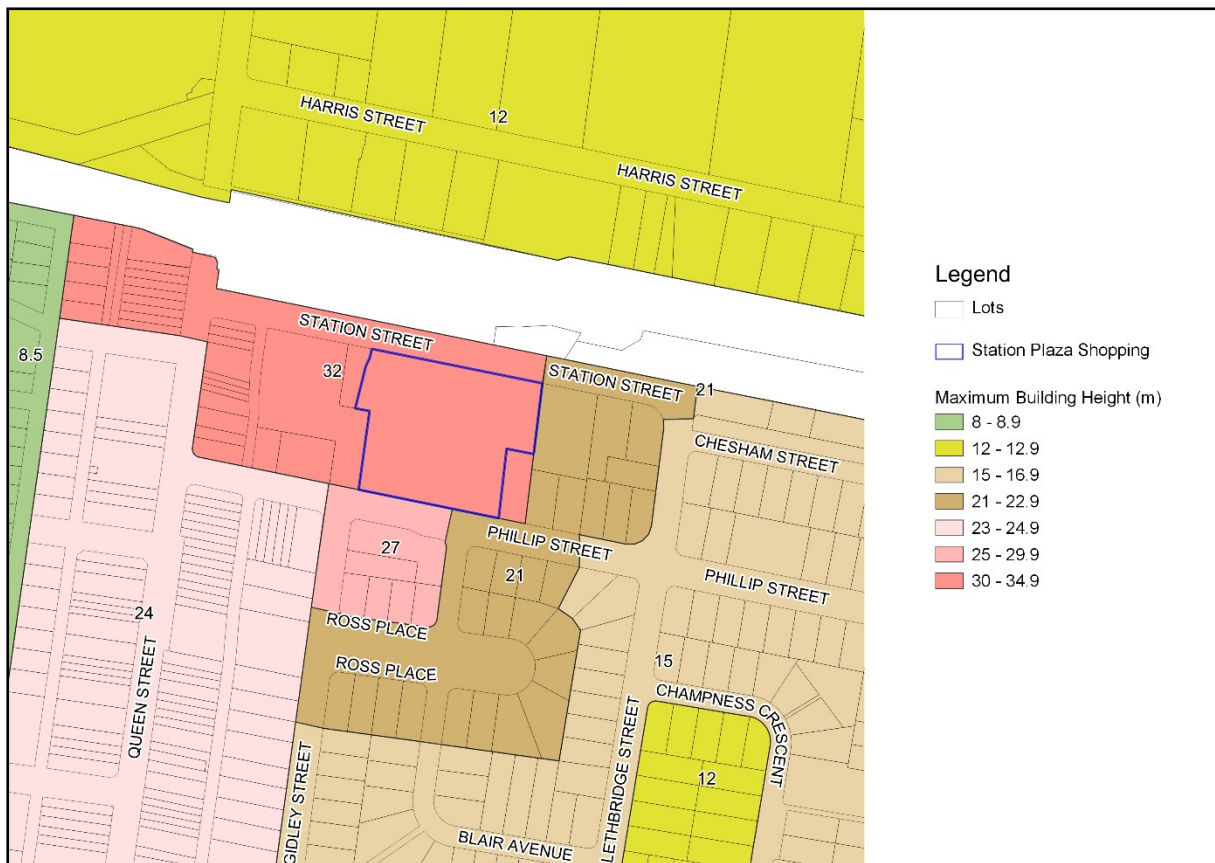 HARRIS STREET
12
HARRIS STREET
STATION STREET
8.5
32
STATION STREET
21
CHESHAM STREET
PHILLIP STREET
27
21
PHILLIP STREET
24
ROSS PLACE
ROSS PLACE
15
CHAMPNESS CRESCENT
QUEEN STREET
12
GIDLEY STREET
LETHBRIDGE STREET
BLAIR AVENUE
Legend
Lots
Station Plaza Shopping
Maximum Building Height (m)
8 - 8.9
12 - 12.9
15 - 16.9
21 - 22.9
23 - 24.9
25 - 29.9
30 - 34.9